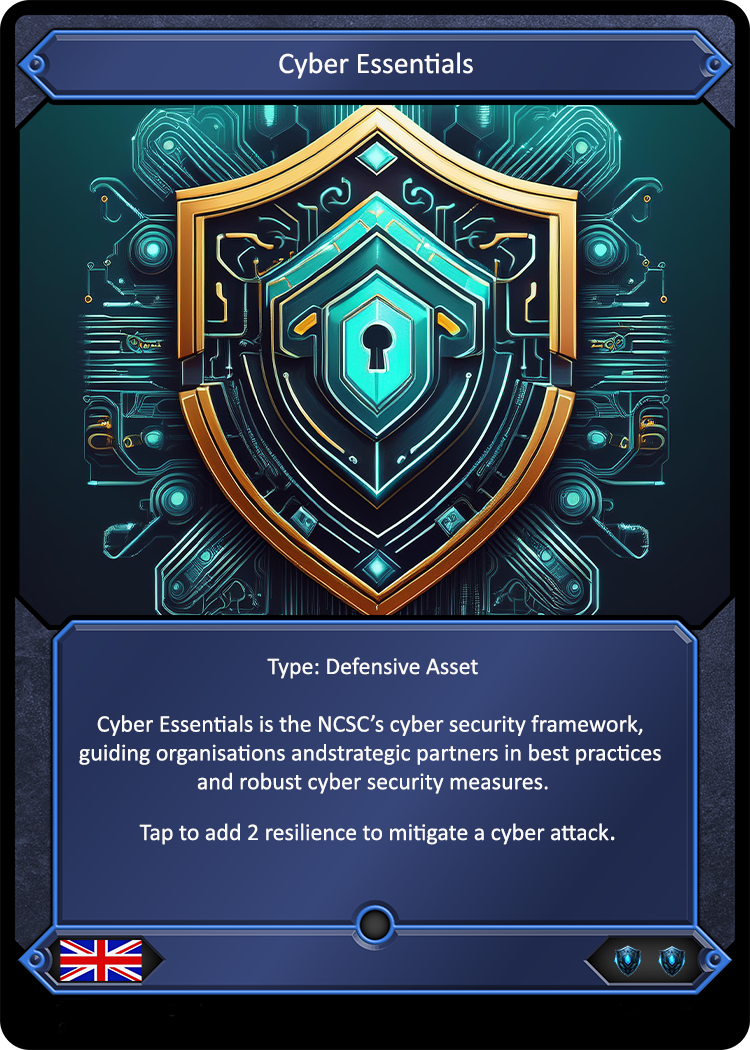 Cyber Essentials
Type: Defensive Asset
Cyber Essentials is the NCSC’s cyber security framework,
guiding organisations andstrategic partners in best practices
and robust cyber security measures.
Tap to add 2 resilience to mitigate a cyber attack.